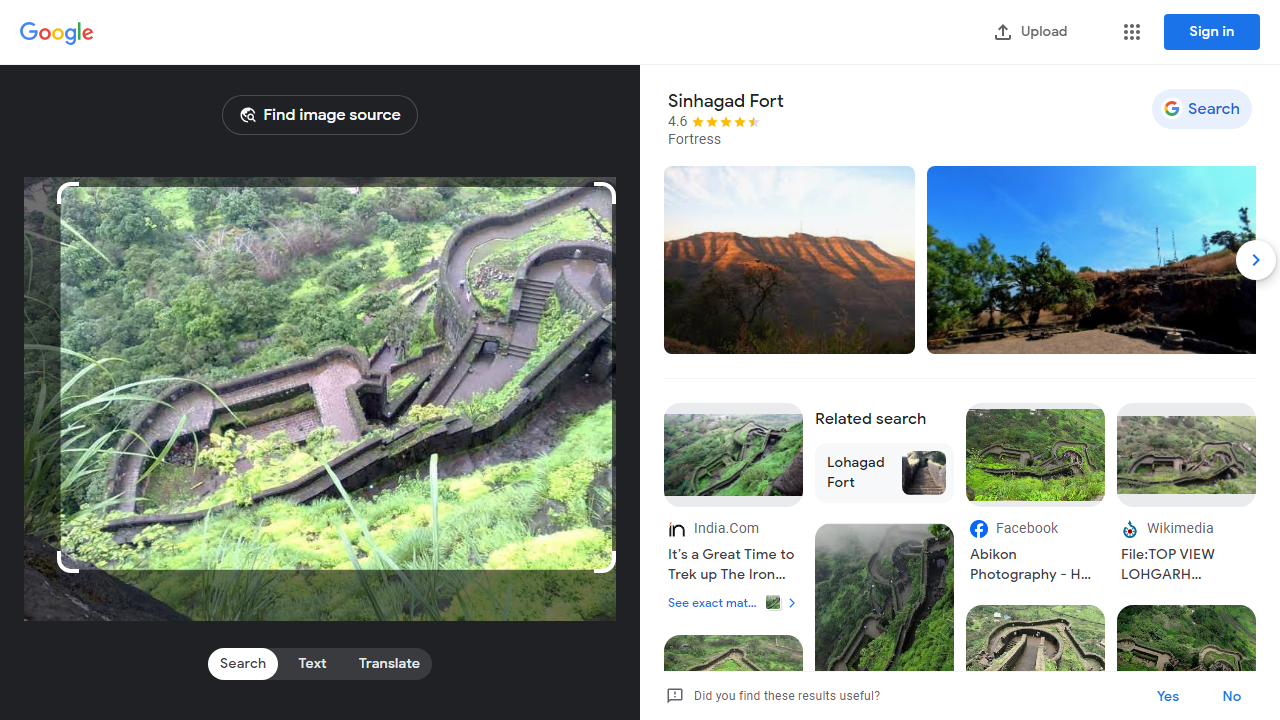 Google
Upload
Sign in
Find image source
Search
Text
Translate
Sinhagad Fort
4.6
Fortress
Search
Related search
Lohagad
Fort
India.Com
It's a Great Time to
Trek up The Iron...
See exact mat...
Facebook
Abikon
Photography - H...
Wikimedia
File:TOP VIEW
LOHGARH...
Did you find these results useful?
Yes
No